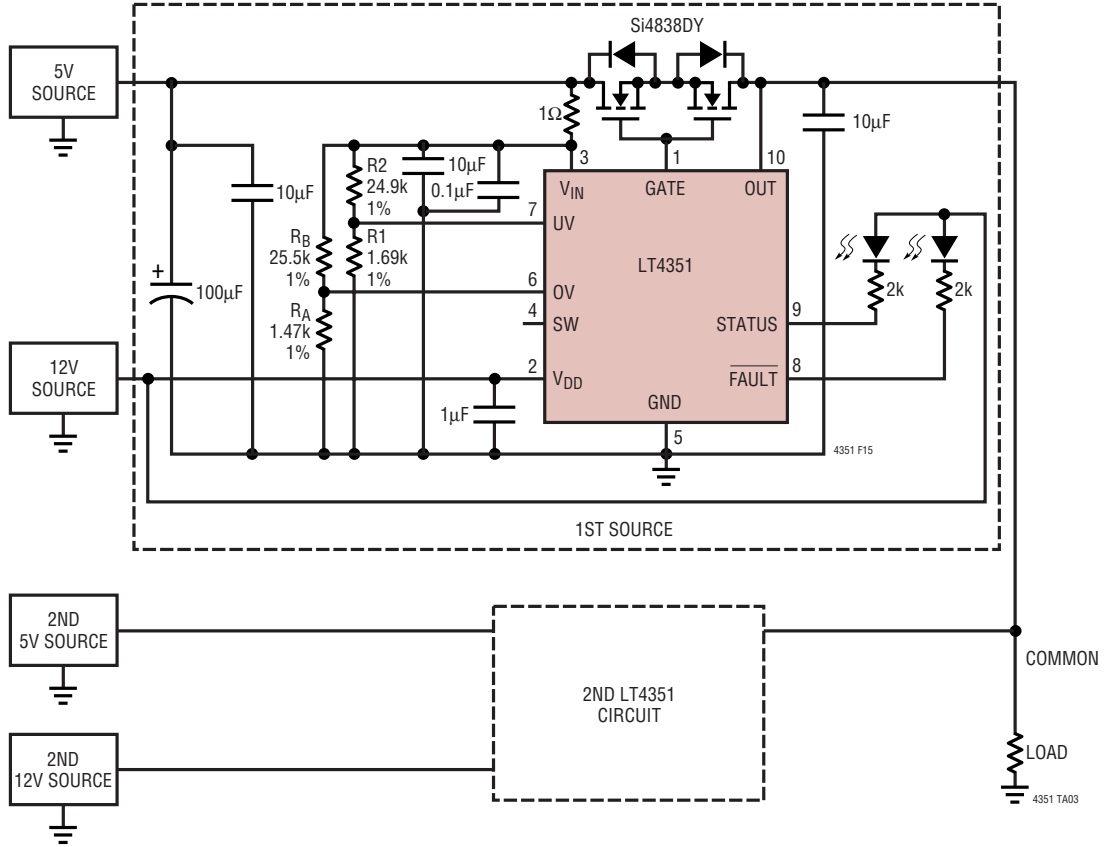 Si4838DY
5V
SOURCE
1Ω
10µF
3
1
10
R2
24.9k
1%
10µF
0.1µF
VIN
GATE
OUT
10µF
7
UV
RB
25.5k
1%
R1
1.69k
1%
LT4351
+
100µF
6
OV
2k
2k
RA
1.47k
1%
4
SW
9
STATUS
12V
SOURCE
2
VDD
8
FAULT
1µF
GND
5
4351 F15
1ST SOURCE
2ND
5V SOURCE
COMMON
2ND LT4351
CIRCUIT
2ND
12V SOURCE
LOAD
4351 TA03